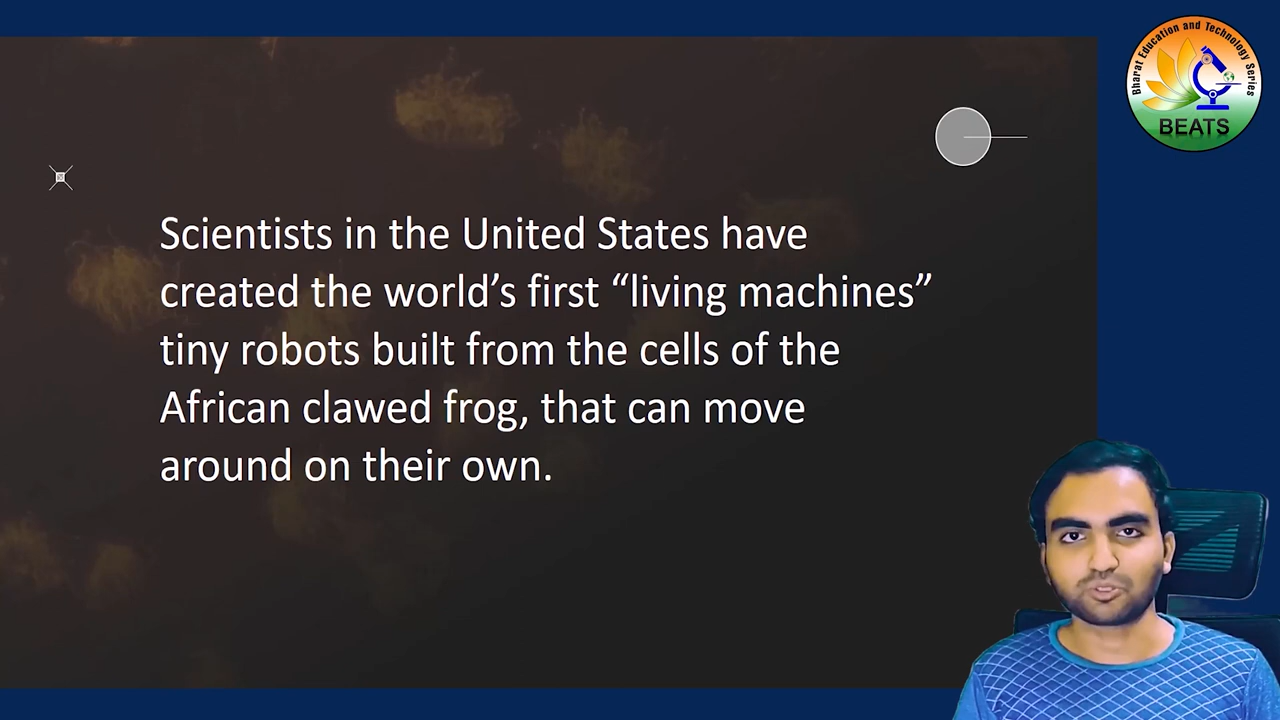 Bharat Education and Technology Series
BEATS
Scientists in the United States have
created the world’s first “living machines”
tiny robots built from the cells of the
African clawed frog, that can move
around on their own.